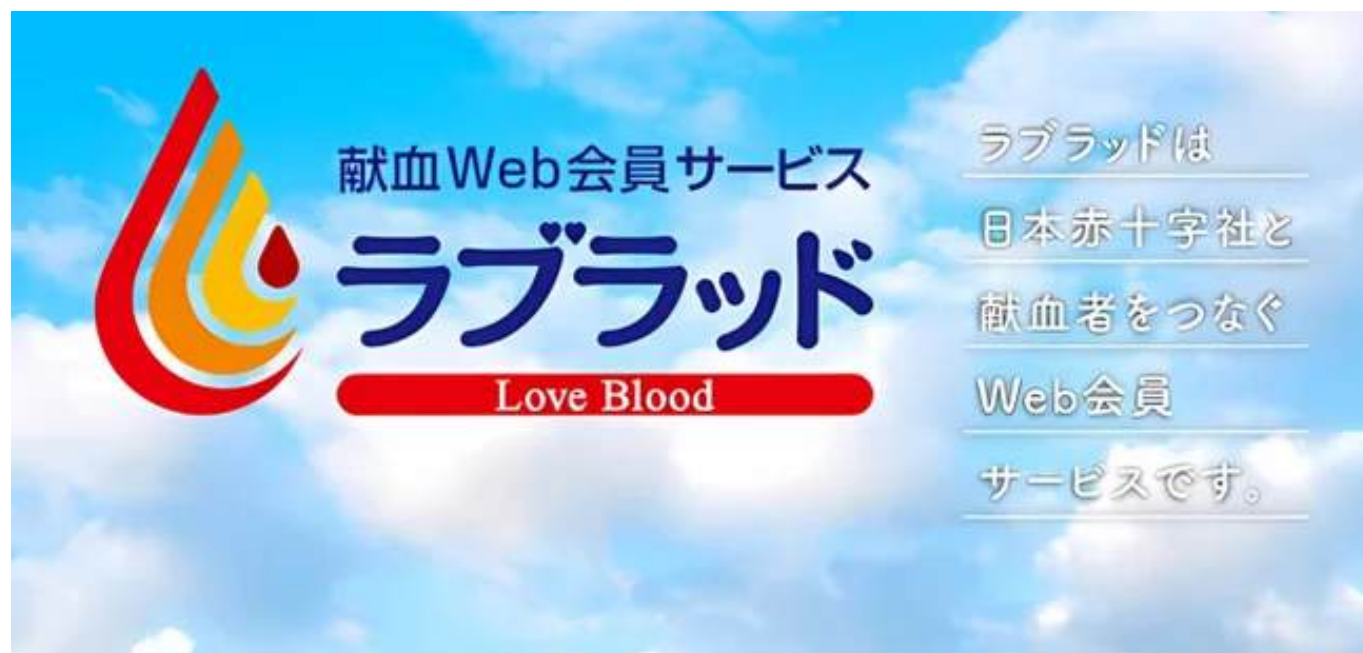 献血Web会員サービス
ラブラッド
Love Blood
ラブラッドは
日本赤十字社と
献血者をつなぐ
Web会員
サービスです。